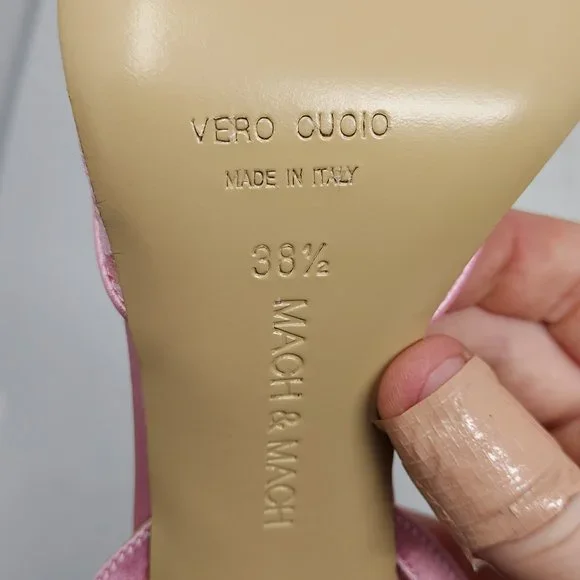 VERO CUOIO
MADE IN ITALY
38½
MACH & MACH